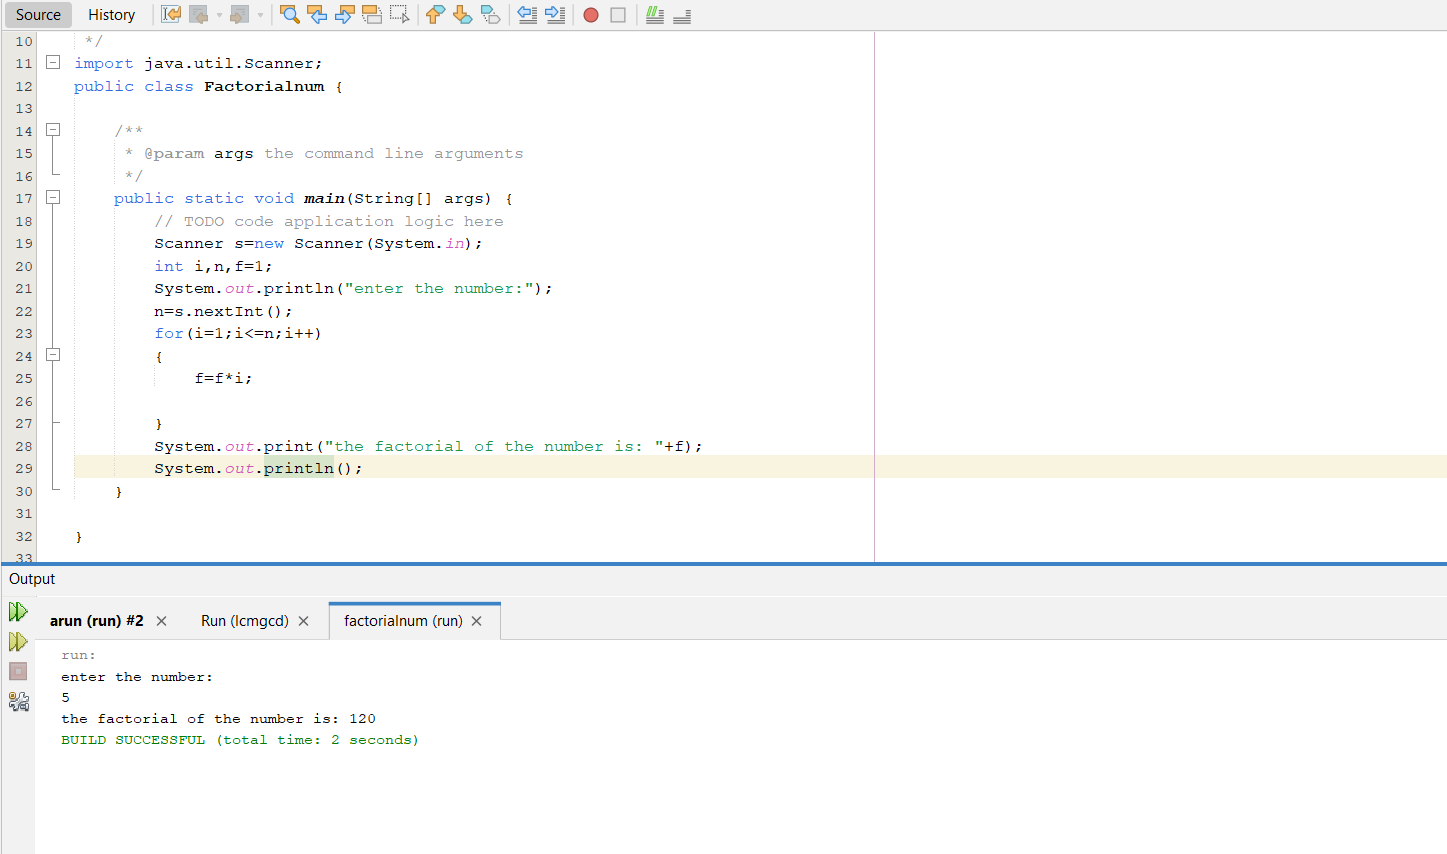 Source History
10 */
11 import java.util.Scanner;
12 public class Factorialnum {
13
14 /**
15 * @param args the command line arguments
16 */
17 public static void main(String[] args) {
18 // TODO code application logic here
19 Scanner s=new Scanner(System.in);
20 int i,n,f=1;
21 System.out.println("enter the number:");
22 n=s.nextInt();
23 for(i=1;i<=n;i++)
24 {
25 f=f*i;
26
27 }
28 System.out.print("the factorial of the number is: "+f);
29 System.out.println();
30 }
31
32 }
33
Output
arun (run) #2 Run (lcmgcd) factorialnum (run)
run:
enter the number:
5
the factorial of the number is: 120
BUILD SUCCESSFUL (total time: 2 seconds)